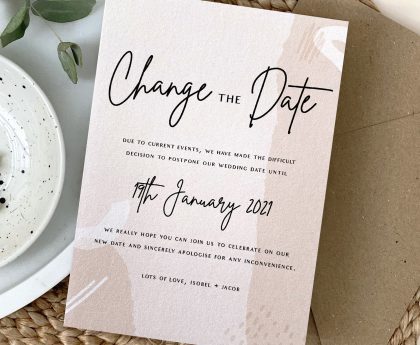 Change THE Date
DUE TO CURRENT EVENTS, WE HAVE MADE THE DIFFICULT
DECISION TO POSTPONE OUR WEDDING DATE UNTIL
19th January 2021
WE REALLY HOPE YOU CAN JOIN US TO CELEBRATE ON OUR
NEW DATE AND SINCERELY APOLOGISE FOR ANY INCONVENIENCE.
LOTS OF LOVE, ISOBEL + JACOB